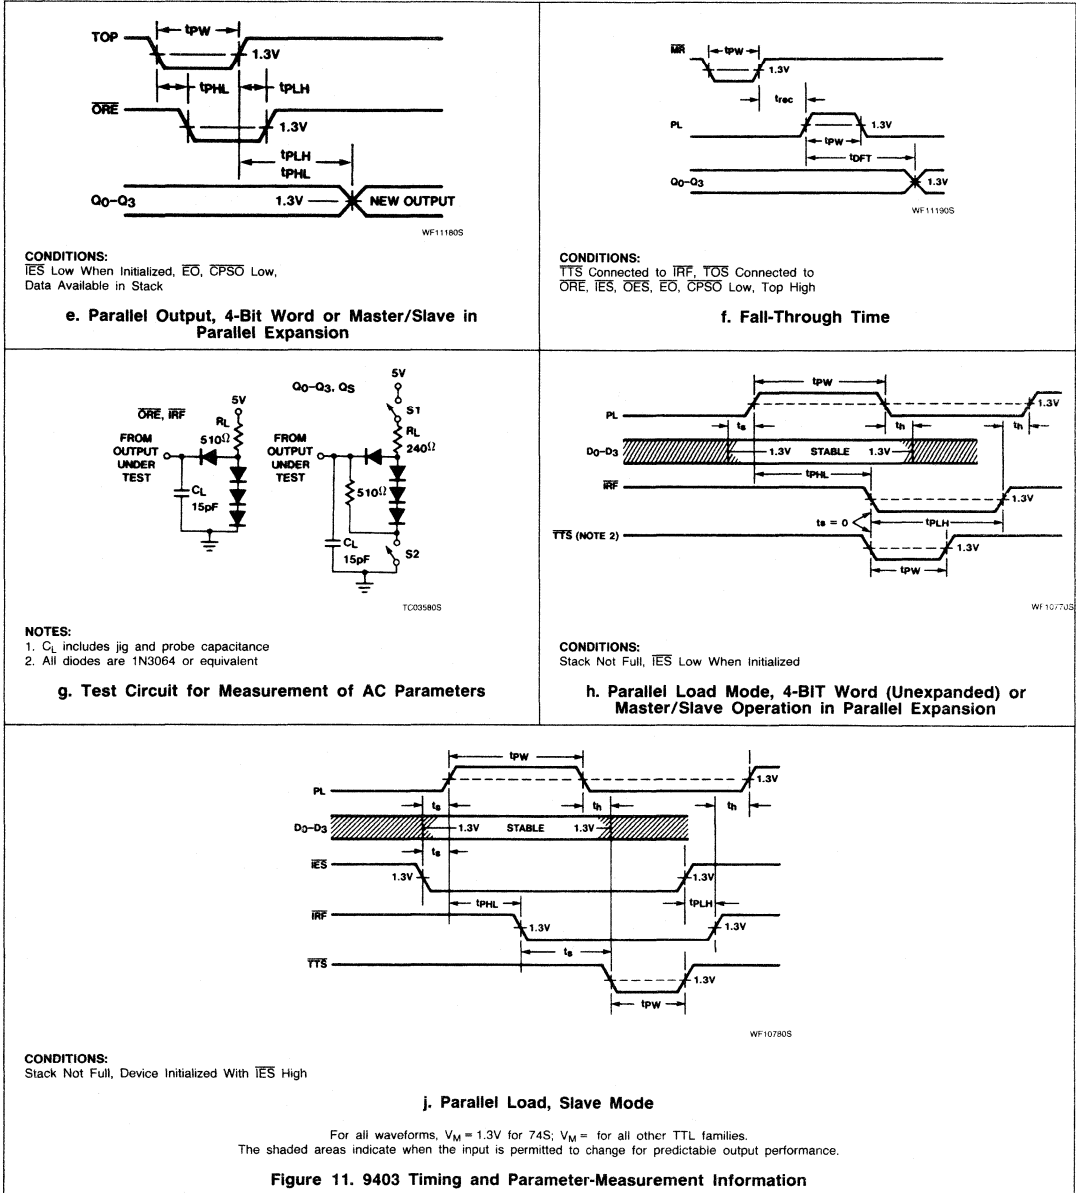 TOP
tPW
1.3V
tPHL
tPLH
ORE
1.3V
tPLH
tPHL
Q0–Q3
1.3V
NEW OUTPUT
WF11180S
CONDITIONS:
IES Low When Initialized, EO, CPSO Low,
Data Available in Stack
e. Parallel Output, 4-Bit Word or Master/Slave in
Parallel Expansion
MR
tPW
1.3V
trec
PL
1.3V
tPW
tDFT
Q0–Q3
1.3V
WF11190S
CONDITIONS:
TTS Connected to IRF, TOS Connected to
ORE, IES, OES, EO, CPSO Low, Top High
f. Fall-Through Time
ORE, IRF
5V
RL
510Ω
FROM
OUTPUT
UNDER
TEST
CL
15pF
Q0–Q3, QS
5V
S1
RL
240Ω
FROM
OUTPUT
UNDER
TEST
510Ω
CL
15pF
S2
TC03580S
NOTES:
1. CL includes jig and probe capacitance
2. All diodes are 1N3064 or equivalent
g. Test Circuit for Measurement of AC Parameters
tPW
PL
1.3V
ts
th
th
D0–D3
1.3V
STABLE
1.3V
tPHL
IRF
1.3V
ts = 0
tPLH
TTS (NOTE 2)
1.3V
tPW
WF10770S
CONDITIONS:
Stack Not Full, IES Low When Initialized
h. Parallel Load Mode, 4-BIT Word (Unexpanded) or
Master/Slave Operation in Parallel Expansion
tPW
PL
1.3V
ts
th
th
D0–D3
1.3V
STABLE
1.3V
ts
IES
1.3V
1.3V
tPHL
tPLH
IRF
1.3V
1.3V
ts
TTS
1.3V
tPW
WF10780S
CONDITIONS:
Stack Not Full, Device Initialized With IES High
j. Parallel Load, Slave Mode
For all waveforms, VM = 1.3V for 74S; VM = for all other TTL families.
The shaded areas indicate when the input is permitted to change for predictable output performance.
Figure 11. 9403 Timing and Parameter-Measurement Information